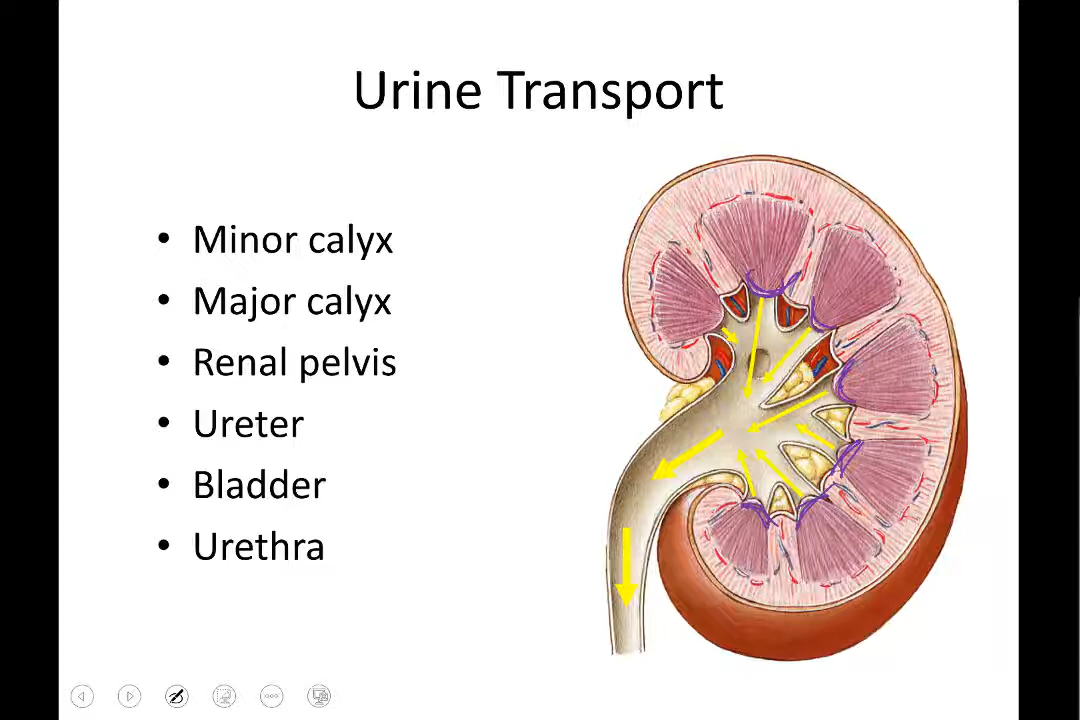 Urine Transport
• Minor calyx
• Major calyx
• Renal pelvis
• Ureter
• Bladder
• Urethra